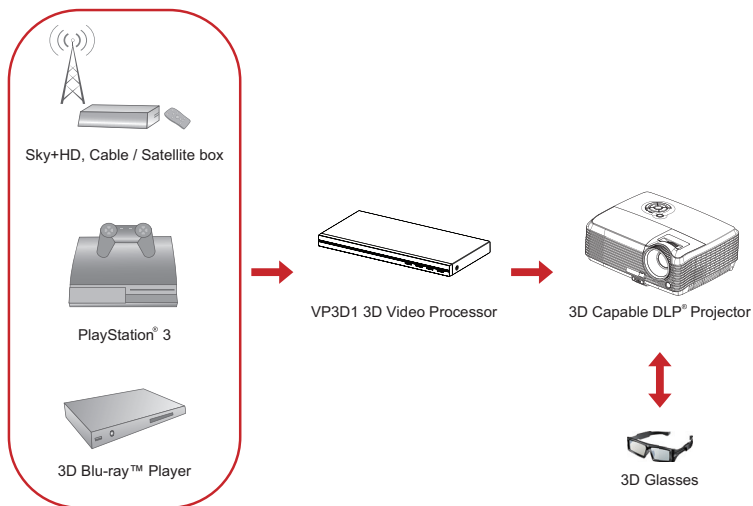 Sky+HD, Cable / Satellite box
PlayStation® 3
3D Blu-ray™ Player
VP3D1 3D Video Processor
3D Capable DLP® Projector
3D Glasses